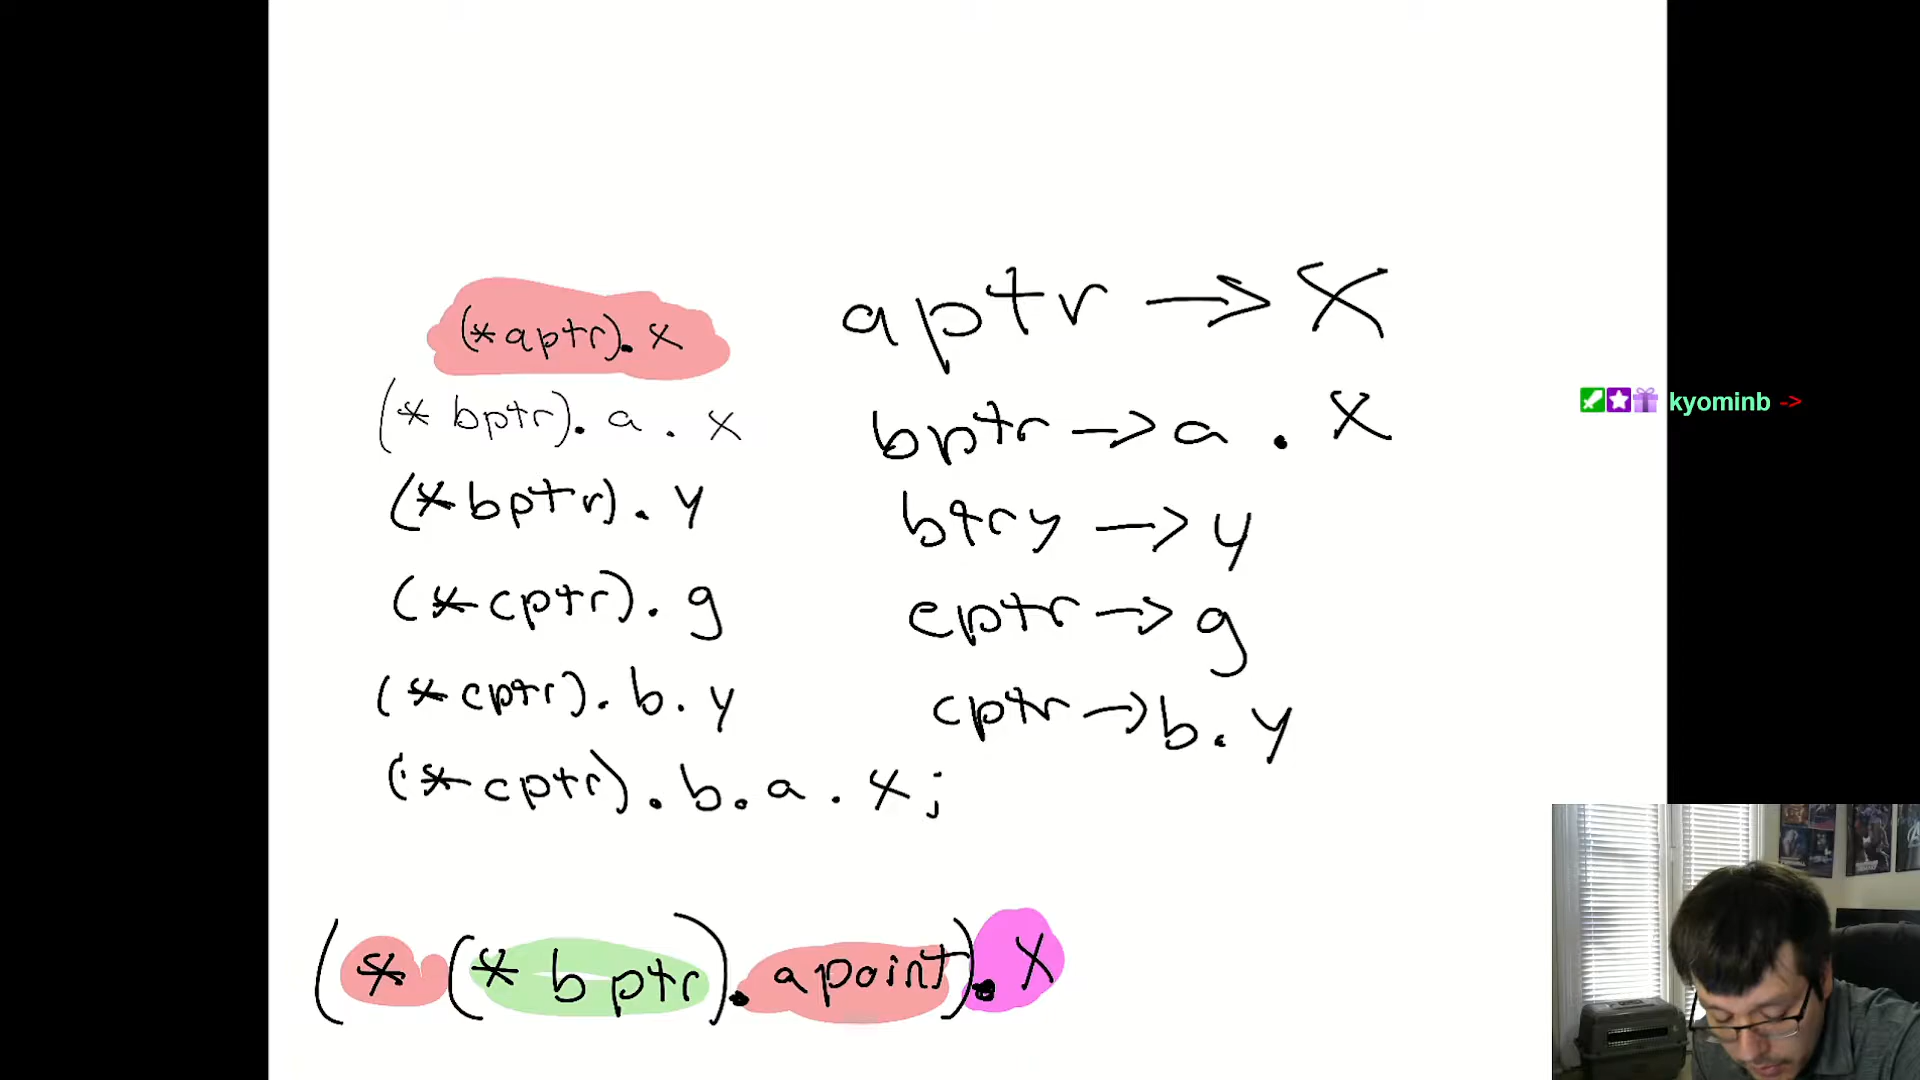 (*aptr).x
(*bptr).a.x
(*bptr).y
(*cptr).g
(*cptr).b.y
(*cptr).b.a.x;
(*(*bptr).apoint).x
aptr->x
bptr->a.x
btry->y
cptr->g
cptr->b.y
kyominb ->